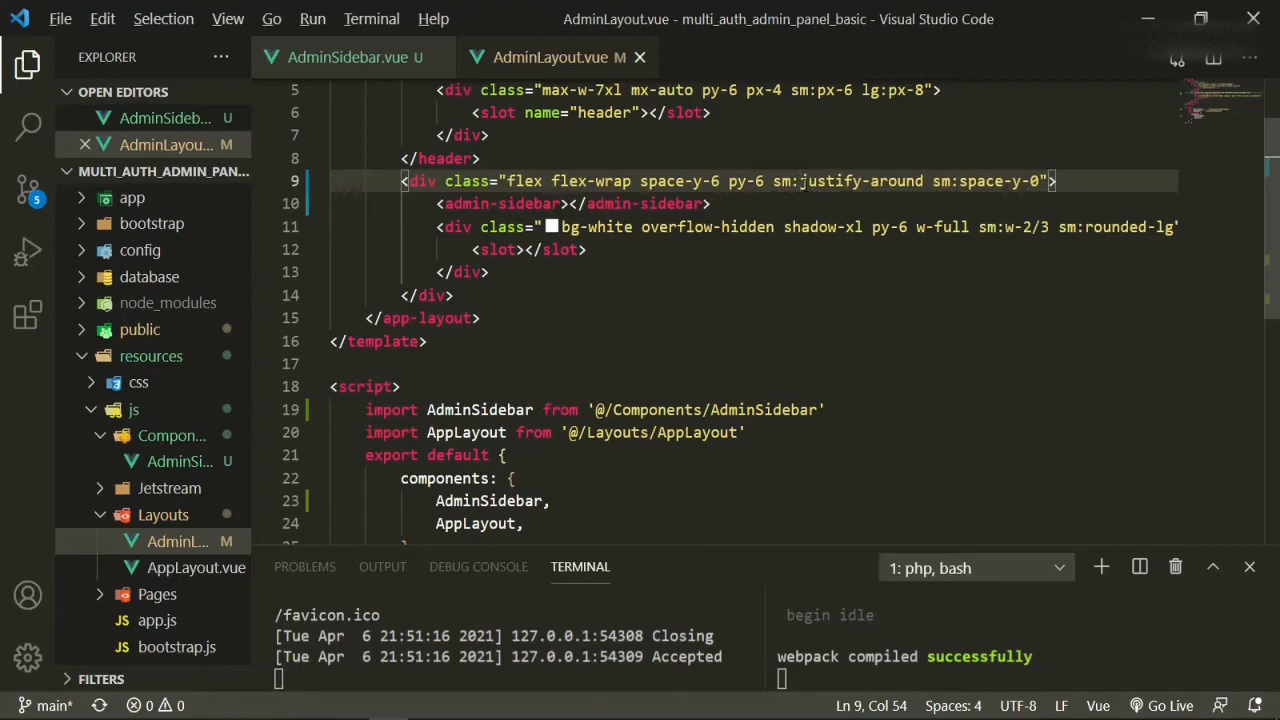 File Edit Selection View Go Run Terminal Help AdminLayout.vue - multi_auth_admin_panel_basic - Visual Studio Code
EXPLORER
AdminSidebar.vue U
AdminLayout.vue M
OPEN EDITORS
AdminSideb... U
AdminLayou... M
MULTI_AUTH_ADMIN_PAN...
app
bootstrap
config
database
node_modules
public
resources
css
js
Compon...
AdminSi... U
Jetstream
Layouts
AdminL... M
AppLayout.vue
Pages
app.js
bootstrap.js
FILERS
5 <div class="max-w-7xl mx-auto py-6 px-4 sm:px-6 lg:px-8">
6 <slot name="header"></slot>
7 </div>
8 </header>
9 <div class="flex flex-wrap space-y-6 py-6 sm:justify-around sm:space-y-0">
10 <admin-sidebar></admin-sidebar>
11 <div class="bg-white overflow-hidden shadow-xl py-6 w-full sm:w-2/3 sm:rounded-lg"
12 <slot></slot>
13 </div>
14 </div>
15 </app-layout>
16 </template>
17
18 <script>
19 import AdminSidebar from '@/Components/AdminSidebar'
20 import AppLayout from '@/Layouts/AppLayout'
21 export default {
22 components: {
23 AdminSidebar,
24 AppLayout,
PROBLEMS OUTPUT DEBUG CONSOLE TERMINAL 1: php, bash
/favicon.ico
[Tue Apr 6 21:51:16 2021] 127.0.0.1:54308 Closing
[Tue Apr 6 21:51:16 2021] 127.0.0.1:54309 Accepted
begin idle
webpack compiled successfully
main* 0 0 Ln 9, Col 54 Spaces: 4 UTF-8 LF Vue Go Live
5